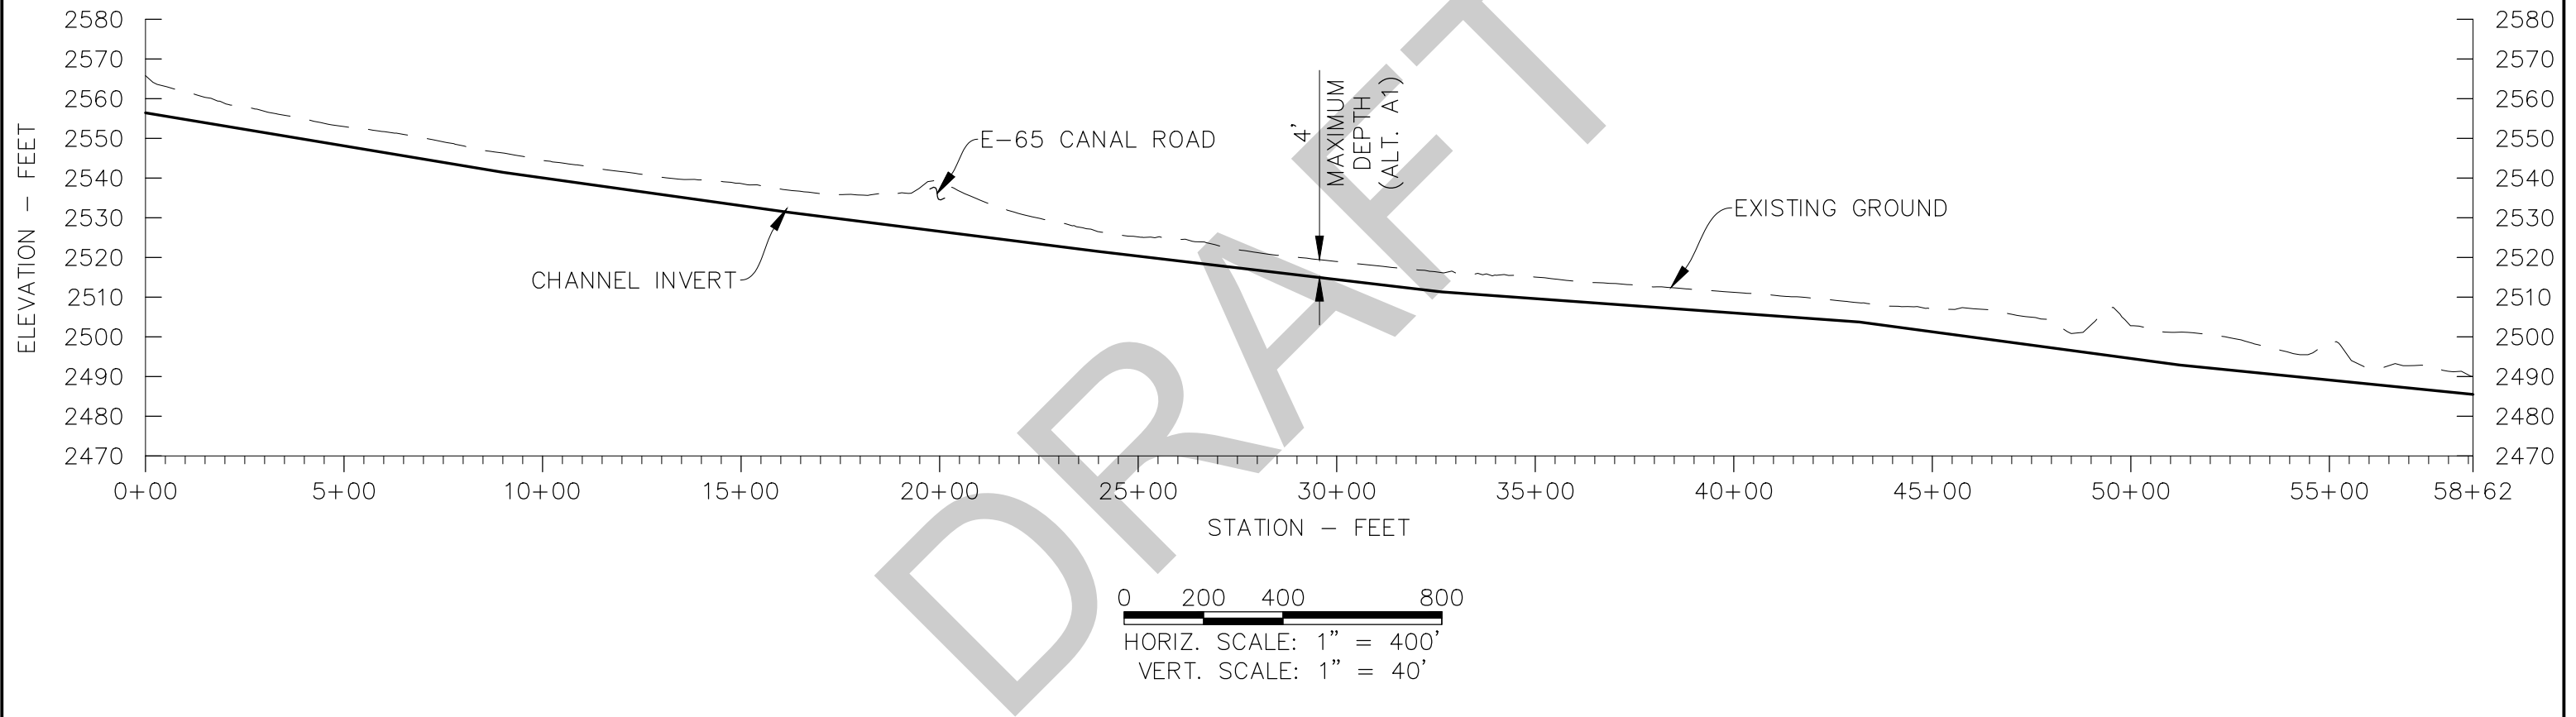 2580
2570
2560
2550
2540
2530
2520
2510
2500
2490
2480
2470
ELEVATION - FEET
E-65 CANAL ROAD
CHANNEL INVERT
4'
MAXIMUM
DEPTH
(ALT. A1)
EXISTING GROUND
2580
2570
2560
2550
2540
2530
2520
2510
2500
2490
2480
2470
0+00 5+00 10+00 15+00 20+00 25+00 30+00 35+00 40+00 45+00 50+00 55+00 58+62
STATION - FEET
DRAFT
0 200 400 800
HORIZ. SCALE: 1" = 400'
VERT. SCALE: 1" = 40'